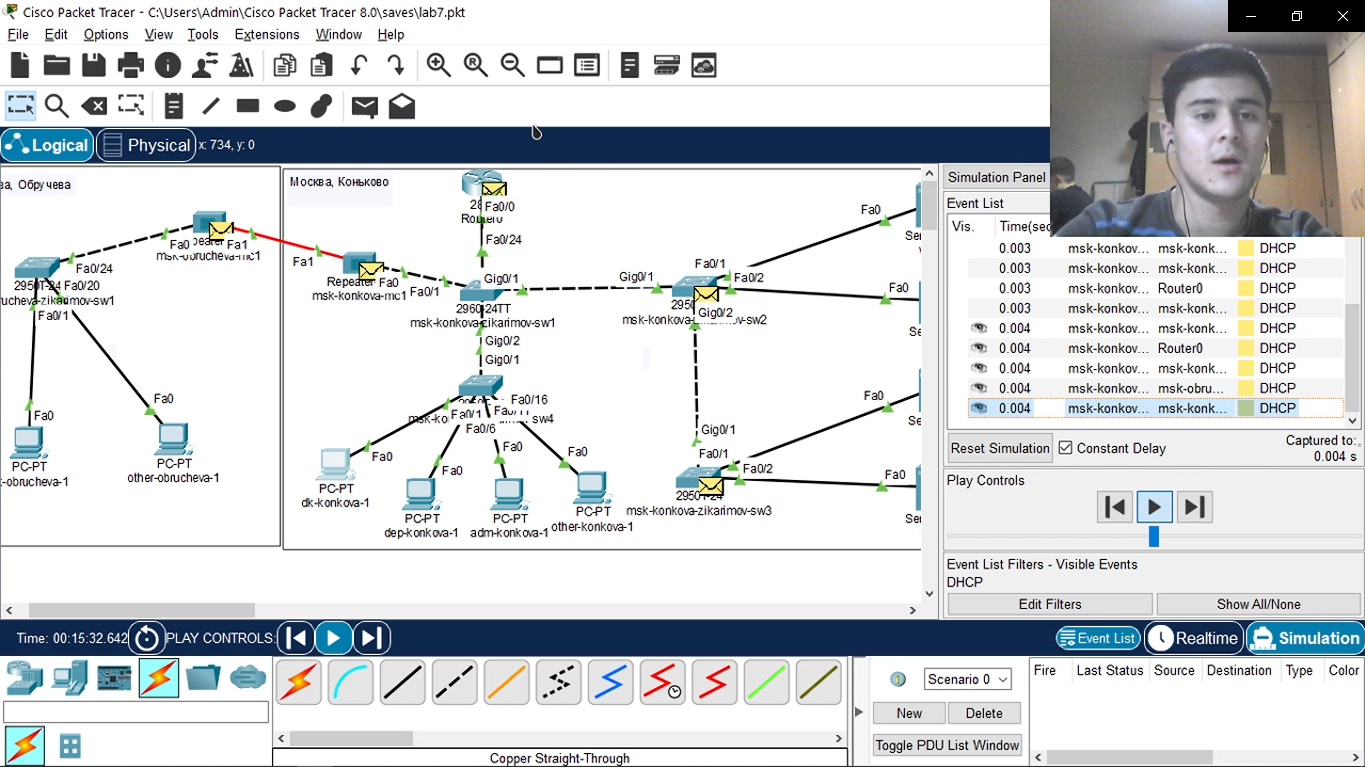 Cisco Packet Tracer - C:\Users\Admin\Cisco Packet Tracer 8.0\saves\lab7.pkt
File Edit Options View Tools Extensions Window Help
Logical Physical x: 734, y: 0
ва, Обручева
Москва, Коньково
Fa0/0
Fa0/24
Fa0 Fa1
msk-obrucheva-mc1
Fa0/24
2950T-24 Fa0/20
ucheva-zikarimov-sw1
Fa0/1
Fa0
Fa0
PC-PT
-obrucheva-1
PC-PT
other-obrucheva-1
Fa1
Repeater Fa0
msk-konkova-mc1
Fa0/1
Gig0/1
2960-24TT
msk-konkova-zikarimov-sw1
Gig0/2
Gig0/1
Fa0/16
sw4
Fa0/1
Fa0/6
Fa0
Fa0
Fa0
Fa0
PC-PT
dk-konkova-1
PC-PT
dep-konkova-1
PC-PT
adm-konkova-1
PC-PT
other-konkova-1
Gig0/1
Fa0/1
Fa0/2
Gig0/2
Fa0
Fa0
Gig0/1
Fa0/1
Fa0/2
2950T-24
msk-konkova-zikarimov-sw3
Fa0
Fa0
Ser
Ser
Simulation Panel
Event List
Vis. Time(sec
0.003 msk-konkov... msk-konk... DHCP
0.003 msk-konkov... msk-konk... DHCP
0.003 msk-konkov... Router0 DHCP
0.003 msk-konkov... msk-konk... DHCP
0.004 msk-konkov... msk-konk... DHCP
0.004 msk-konkov... Router0 DHCP
0.004 msk-konkov... msk-konk... DHCP
0.004 msk-konkov... msk-obru... DHCP
0.004 msk-konkov... msk-konk... DHCP
Reset Simulation Constant Delay Captured to:
0.004 s
Play Controls
Event List Filters - Visible Events
DHCP
Edit Filters Show All/None
Time: 00:15:32.642 PLAY CONTROLS: Event List Realtime Simulation
Scenario 0
New Delete
Toggle PDU List Window
Fire Last Status Source Destination Type Color
Copper Straight-Through